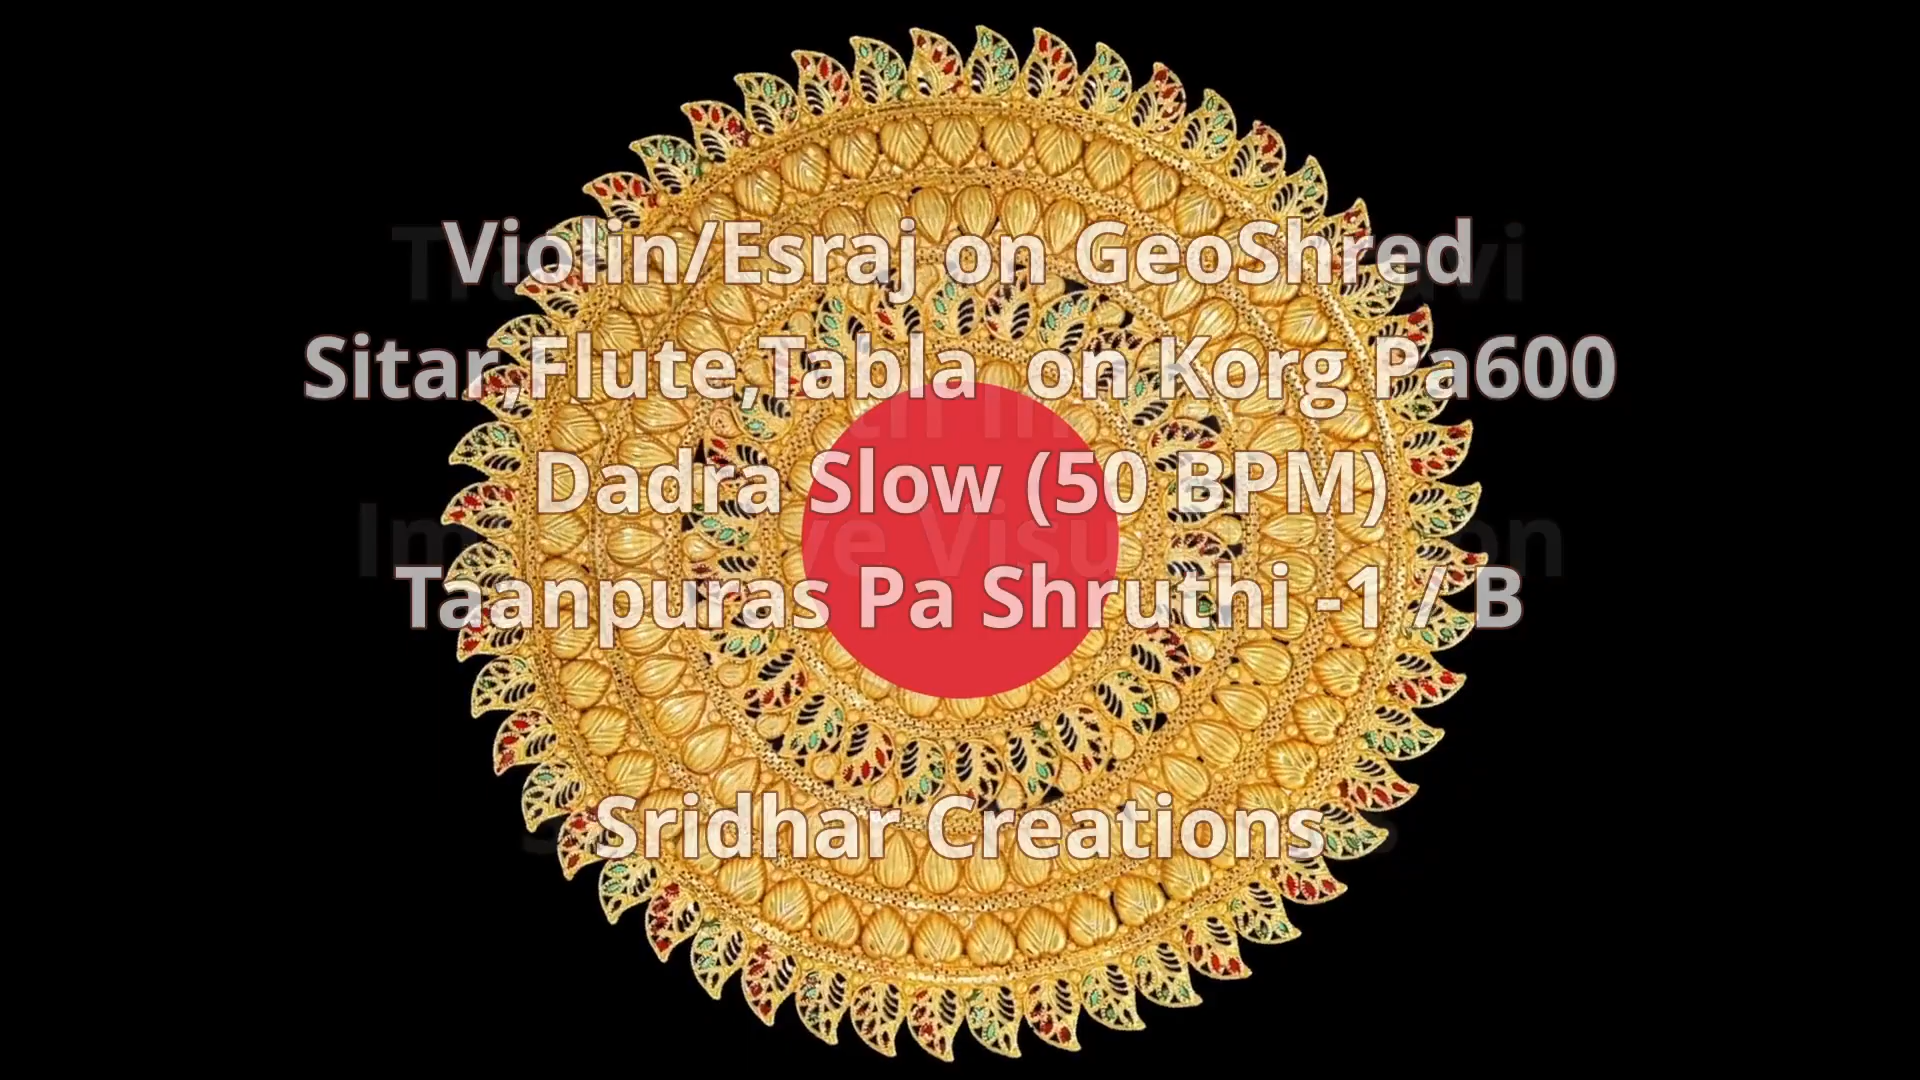 Violin/Esraj on GeoShred
Sitar,Flute,Tabla on Korg Pa600
Dadra Slow (50 BPM)
Taanpuras Pa Shruthi -1 / B
Sridhar Creations